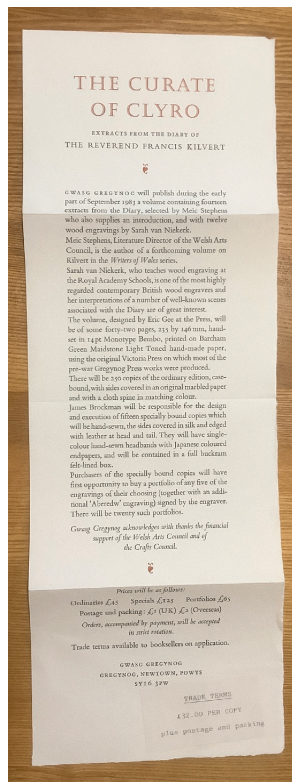 THE CURATE
OF CLYRO
EXTRACTS FROM THE DIARY OF
THE REVEREND FRANCIS KILVERT
GWASG GREGYNOG will publish during the early
part of September 1983 a volume containing fourteen
extracts from the Diary, selected by Meic Stephens
who also supplies an introduction, and with twelve
wood engravings by Sarah van Niekerk.
Meic Stephens, Literature Director of the Welsh Arts
Council, is the author of a forthcoming volume on
Kilvert in the Writers of Wales series.
Sarah van Niekerk, who teaches wood engraving at
the Royal Academy Schools, is one of the most highly
regarded contemporary British wood engravers and
her interpretations of a number of well-known scenes
associated with the Diary are of great interest.
The volume, designed by Eric Gee at the Press, will
be of some forty-two pages, 235 by 146 mm, hand-
set in 14pt Monotype Bembo, printed on Barcham
Green Maidstone Light Toned hand-made paper,
using the original Victoria Press on which most of the
pre-war Gregynog Press works were produced.
There will be 250 copies of the ordinary edition, case-
bound, with sides covered in an original marbled paper
and with a cloth spine in matching colour.
James Brockman will be responsible for the design
and execution of fifteen specially bound copies which
will be hand-sewn, the sides covered in silk and edged
with leather at head and tail. They will have single-
colour hand-sewn headbands with Japanese coloured
endpapers, and will be contained in a full buckram
felt-lined box.
Purchasers of the specially bound copies will have
first opportunity to buy a portfolio of any five of the
engravings of their choosing (together with an addi-
tional 'Aberedw' engraving) signed by the engraver.
There will be twenty such portfolios.
Gwasg Gregynog acknowledges with thanks the financial
support of the Welsh Arts Council and of
the Crafts Council.
Prices will be as follows:
Ordinaries £45 Specials £125 Portfolios £65
Postage and packing: £1 (UK) £2 (Overseas)
Orders, accompanied by payment, will be accepted
in strict rotation.
Trade terms available to booksellers on application.
GWASG GREGYNOG
GREGYNOG, NEWTOWN, POWYS
SY16 3PW
TRADE TERMS
£32.00 PER COPY
plus postage and packing